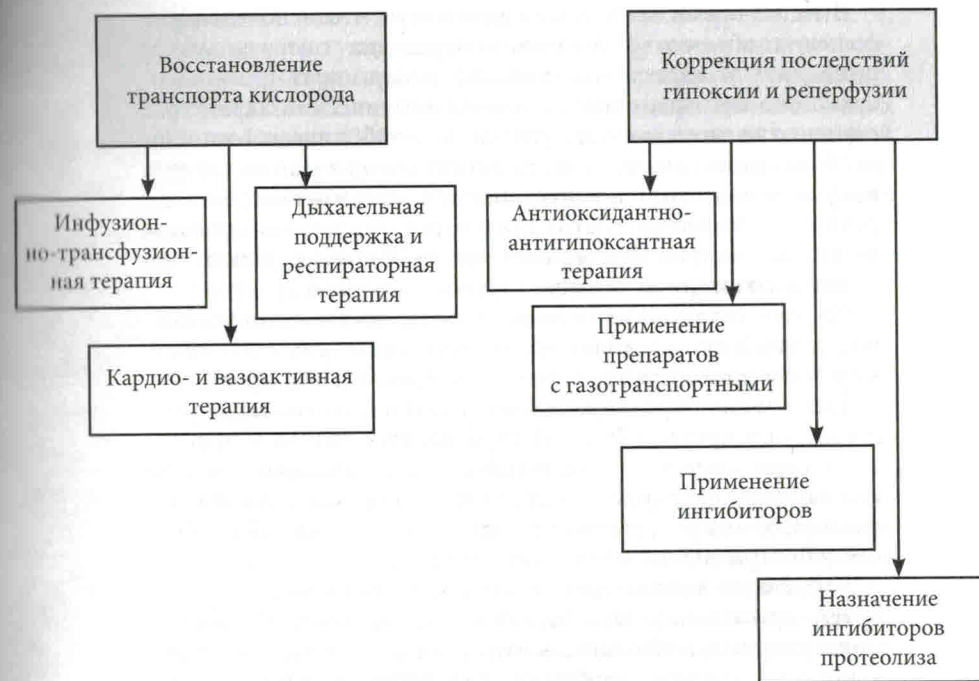 Восстановление
транспорта кислорода
Коррекция последствий
гипоксии и реперфузии
Инфузион-
но-трансфузион-
ная терапия
Дыхательная
поддержка и
респираторная
терапия
Кардио- и вазоактивная
терапия
Антиоксидантно-
антигипоксантная
терапия
Применение
препаратов
с газотранспортными
Применение
ингибиторов
Назначение
ингибиторов
протеолиза